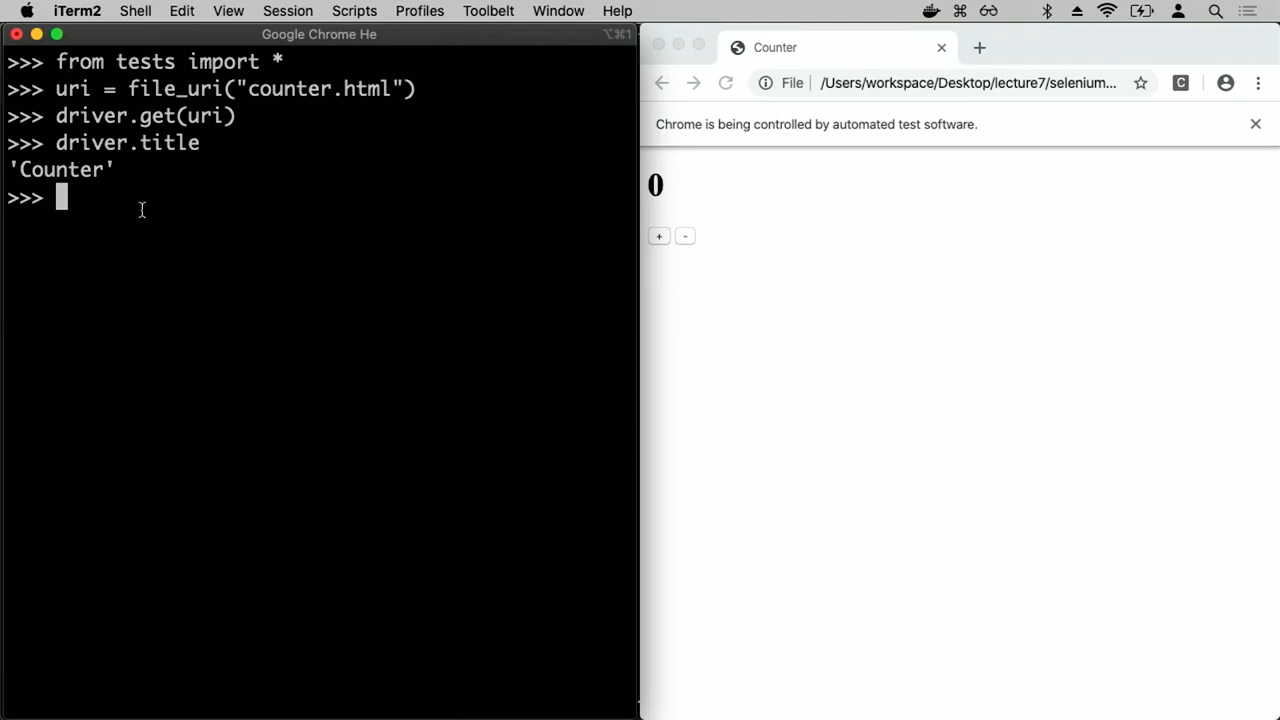 iTerm2 Shell Edit View Session Scripts Profiles Toolbelt Window Help
Google Chrome He ⌥⌘1
>>> from tests import *
>>> uri = file_uri("counter.html")
>>> driver.get(uri)
>>> driver.title
'Counter'
>>>
Counter
File /Users/workspace/Desktop/lecture7/selenium...
C
Chrome is being controlled by automated test software.
0
+ -